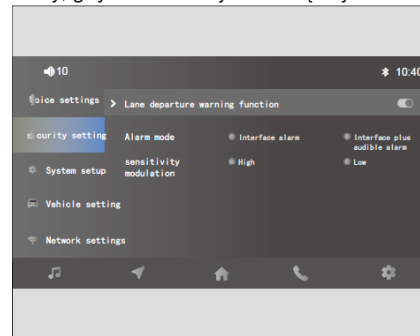 10
10:40
oice settings
> Lane departure warning function
curity setting
Alarm mode
Interface alarm
Interface plus
audible alarm
System setup
sensitivity
modulation
High
Low
Vehicle setting
Network settings